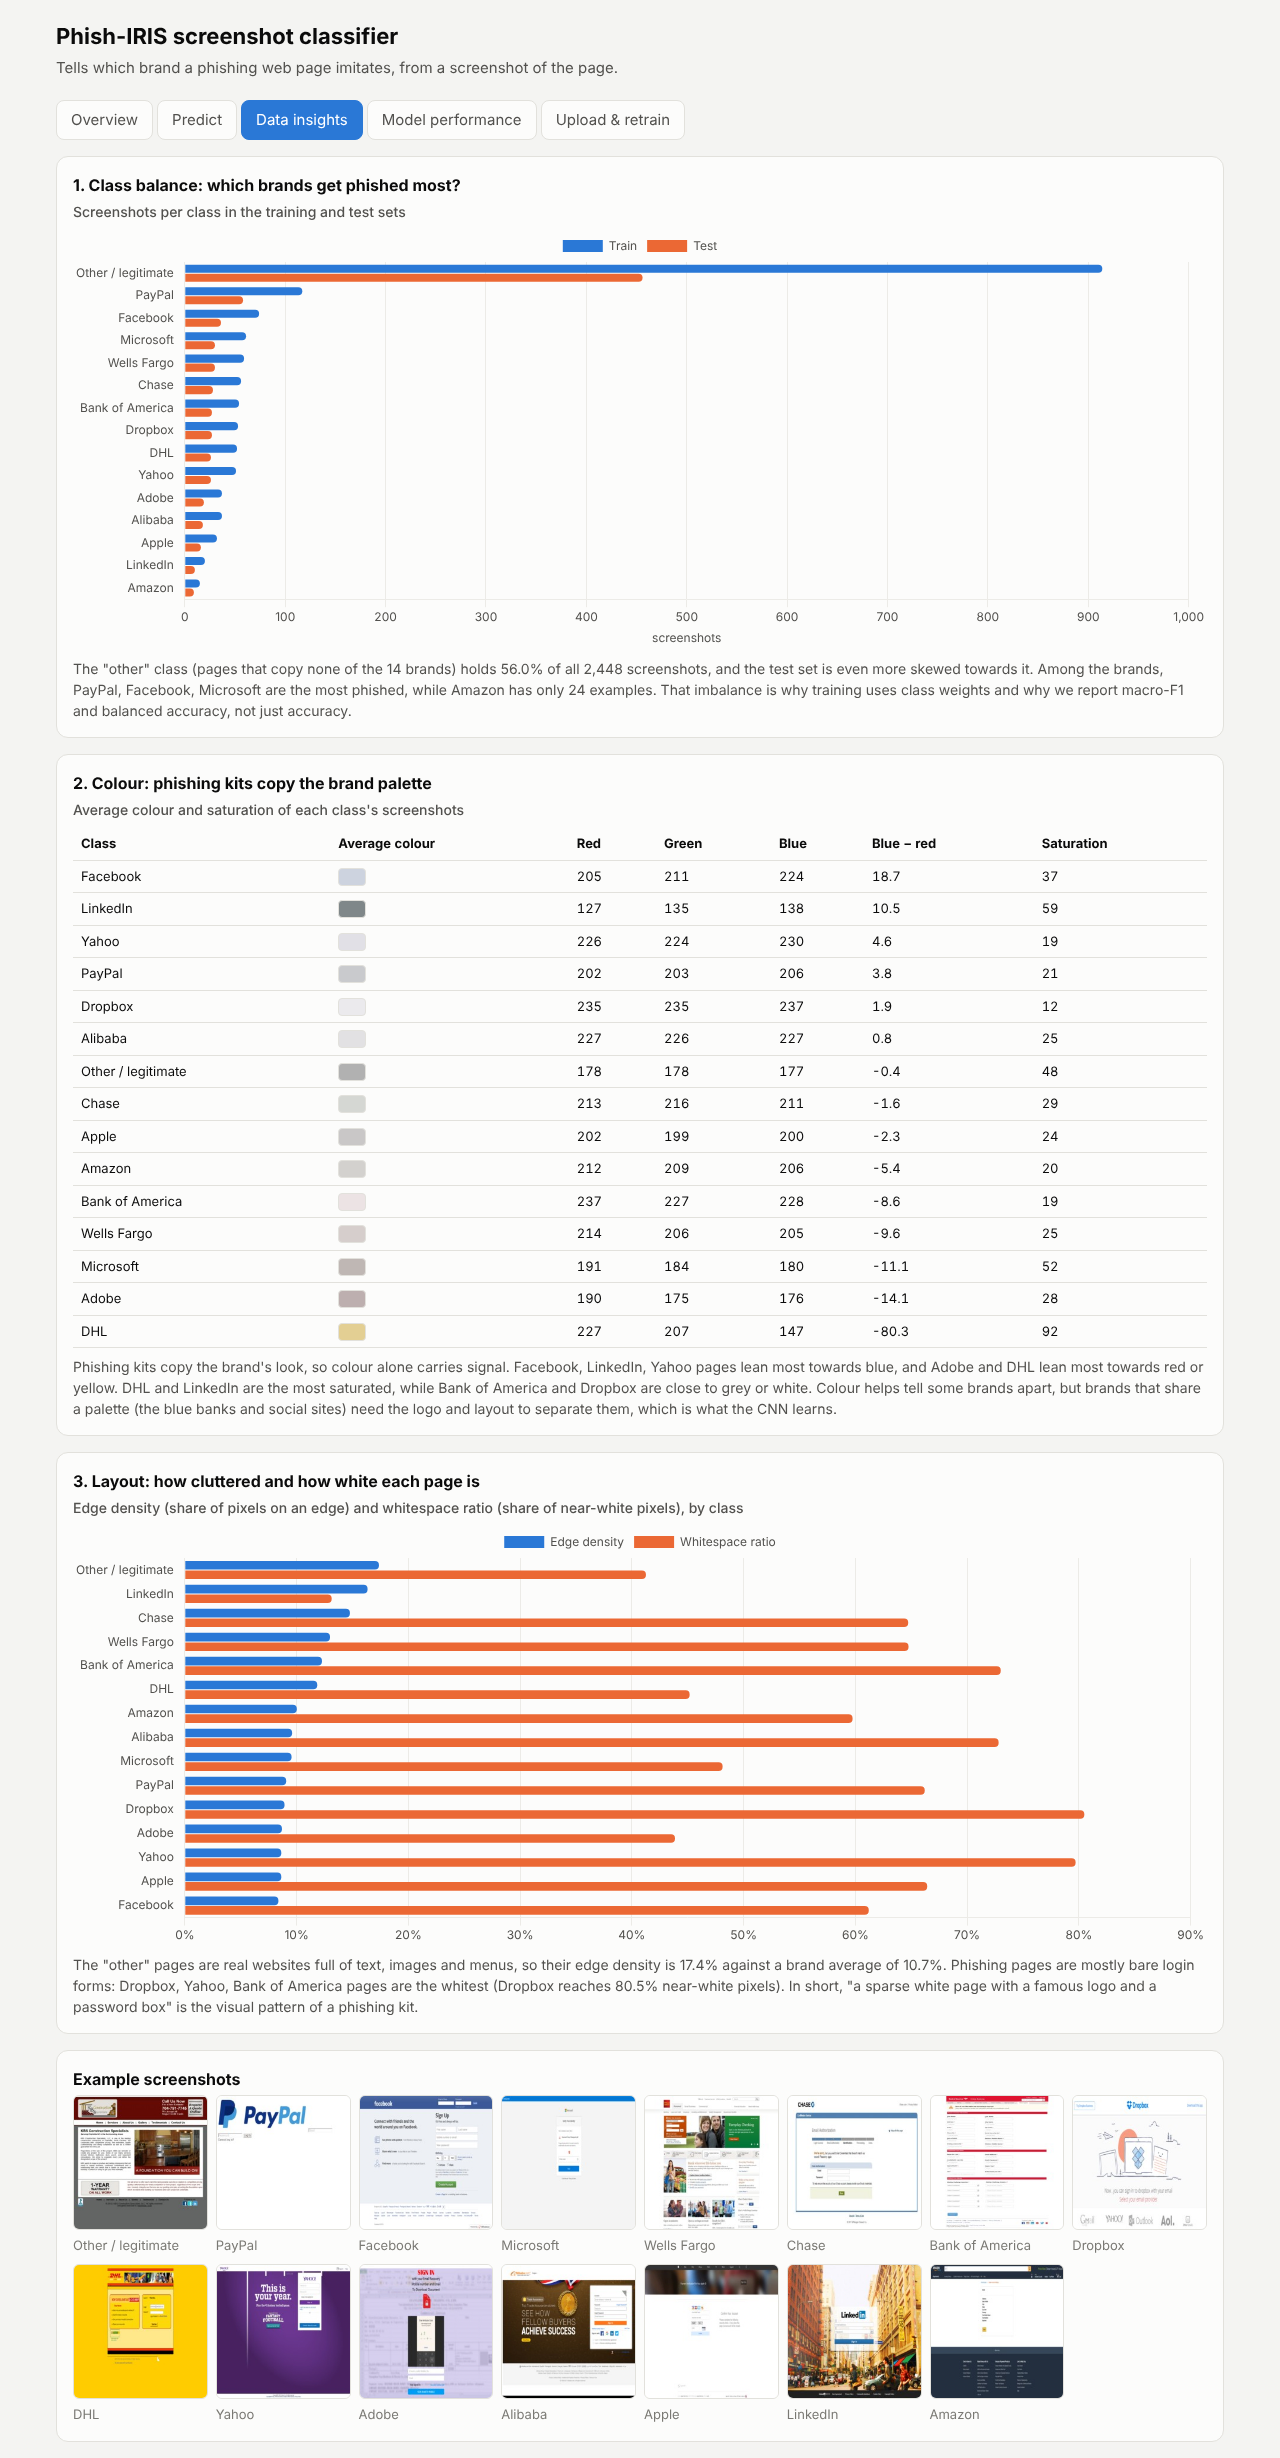 Phish-IRIS screenshot classifier
Tells which brand a phishing web page imitates, from a screenshot of the page.
Overview
Predict
Data insights
Model performance
Upload & retrain
1. Class balance: which brands get phished most?
Screenshots per class in the training and test sets
Train
Test
Other / legitimate
PayPal
Facebook
Microsoft
Wells Fargo
Chase
Bank of America
Dropbox
DHL
Yahoo
Adobe
Alibaba
Apple
LinkedIn
Amazon
0 100 200 300 400 500 600 700 800 900 1,000
screenshots
The "other" class (pages that copy none of the 14 brands) holds 56.0% of all 2,448 screenshots, and the test set is even more skewed towards it. Among the brands,
PayPal, Facebook, Microsoft are the most phished, while Amazon has only 24 examples. That imbalance is why training uses class weights and why we report macro-F1
and balanced accuracy, not just accuracy.
2. Colour: phishing kits copy the brand palette
Average colour and saturation of each class's screenshots
Class Average colour Red Green Blue Blue − red Saturation
Facebook 205 211 224 18.7 37
LinkedIn 127 135 138 10.5 59
Yahoo 226 224 230 4.6 19
PayPal 202 203 206 3.8 21
Dropbox 235 235 237 1.9 12
Alibaba 227 226 227 0.8 25
Other / legitimate 178 178 177 -0.4 48
Chase 213 216 211 -1.6 29
Apple 202 199 200 -2.3 24
Amazon 212 209 206 -5.4 20
Bank of America 237 227 228 -8.6 19
Wells Fargo 214 206 205 -9.6 25
Microsoft 191 184 180 -11.1 52
Adobe 190 175 176 -14.1 28
DHL 227 207 147 -80.3 92
Phishing kits copy the brand's look, so colour alone carries signal. Facebook, LinkedIn, Yahoo pages lean most towards blue, and Adobe and DHL lean most towards red or
yellow. DHL and LinkedIn are the most saturated, while Bank of America and Dropbox are close to grey or white. Colour helps tell some brands apart, but brands that share
a palette (the blue banks and social sites) need the logo and layout to separate them, which is what the CNN learns.
3. Layout: how cluttered and how white each page is
Edge density (share of pixels on an edge) and whitespace ratio (share of near-white pixels), by class
Edge density
Whitespace ratio
Other / legitimate
LinkedIn
Chase
Wells Fargo
Bank of America
DHL
Amazon
Alibaba
Microsoft
PayPal
Dropbox
Adobe
Yahoo
Apple
Facebook
0% 10% 20% 30% 40% 50% 60% 70% 80% 90%
The "other" pages are real websites full of text, images and menus, so their edge density is 17.4% against a brand average of 10.7%. Phishing pages are mostly bare login
forms: Dropbox, Yahoo, Bank of America pages are the whitest (Dropbox reaches 80.5% near-white pixels). In short, "a sparse white page with a famous logo and a
password box" is the visual pattern of a phishing kit.
Example screenshots
PayPal
facebook
Sign Up
CHASE
Dropbox
Other / legitimate
PayPal
Facebook
Microsoft
Wells Fargo
Chase
Bank of America
Dropbox
This is
your year.
SIGN IN
SEE HOW
FELLOW BUYERS
ACHIEVE SUCCESS
Linked in
DHL
Yahoo
Adobe
Alibaba
Apple
LinkedIn
Amazon